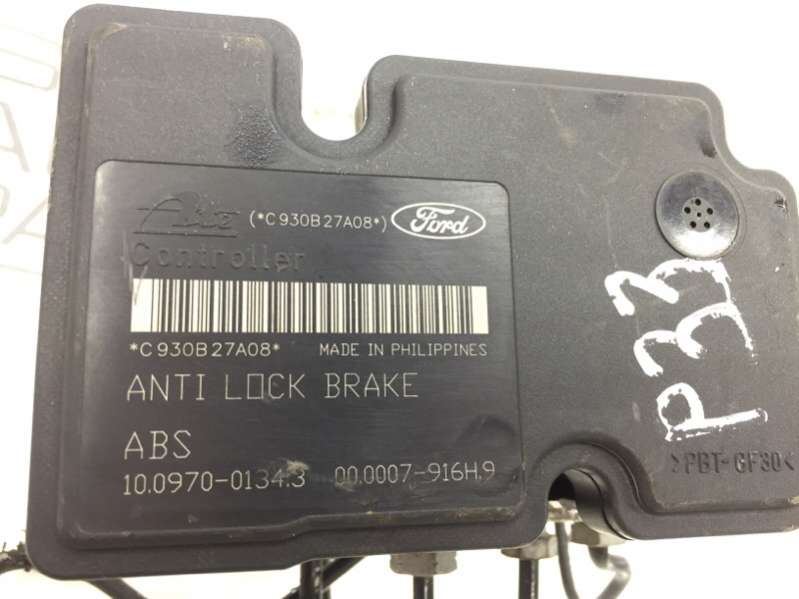 Ate (*C930B27A08*) Ford
Controller
*C930B27A08* MADE IN PHILIPPINES
ANTI LOCK BRAKE
ABS
10.0970-0134.3 00.0007-916H.9
P33
>PBT-GF30<